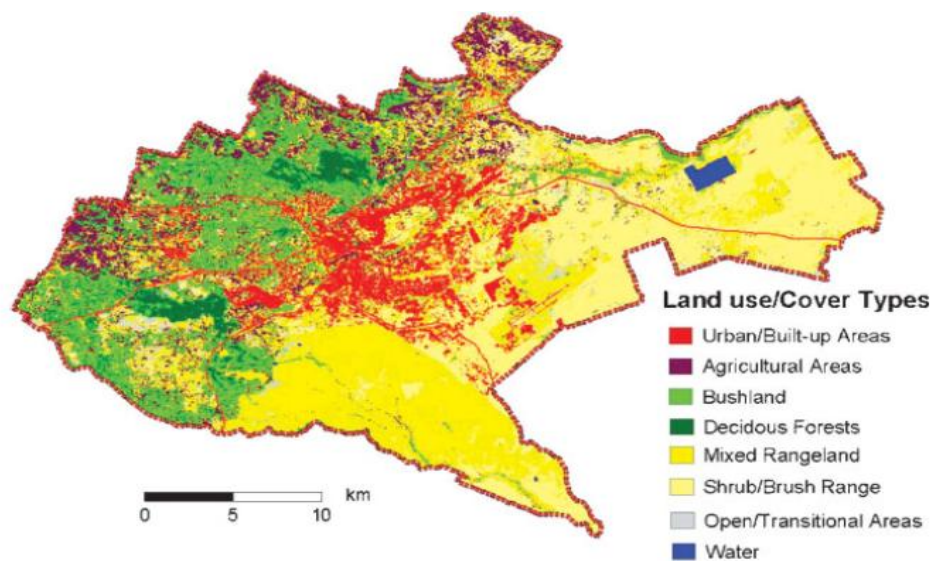 Land use/Cover Types
Urban/Built-up Areas
Agricultural Areas
Bushland
Decidous Forests
Mixed Rangeland
Shrub/Brush Range
Open/Transitional Areas
Water
km
0 5 10